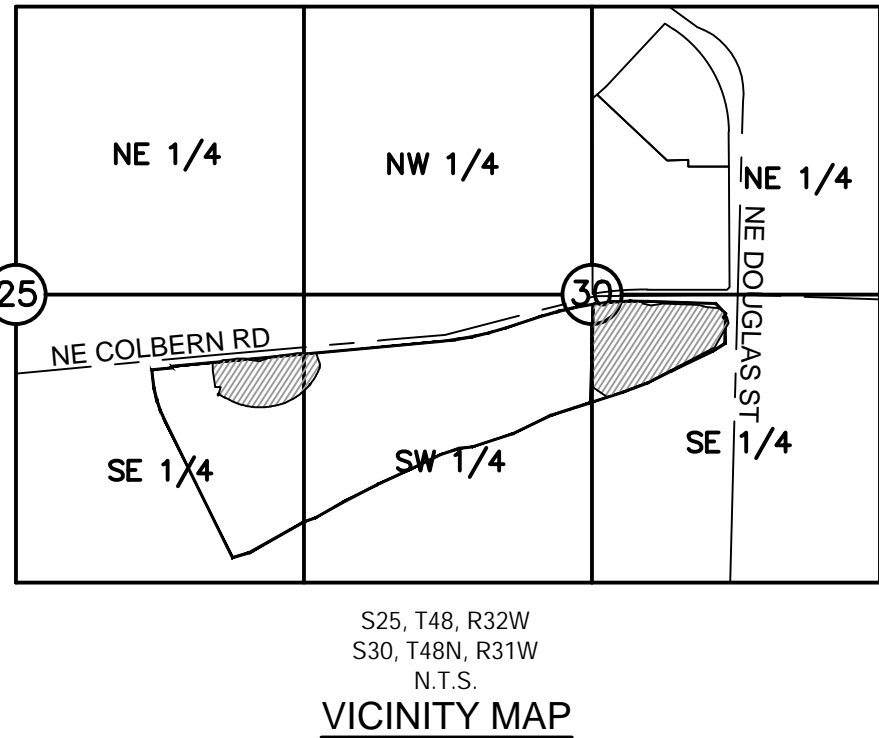 NE 1/4
NW 1/4
NE 1/4
NE DOUGLAS ST
25
30
NE COLBERN RD
SE 1/4
SW 1/4
SE 1/4
S25, T48, R32W
S30, T48N, R31W
N.T.S.
VICINITY MAP